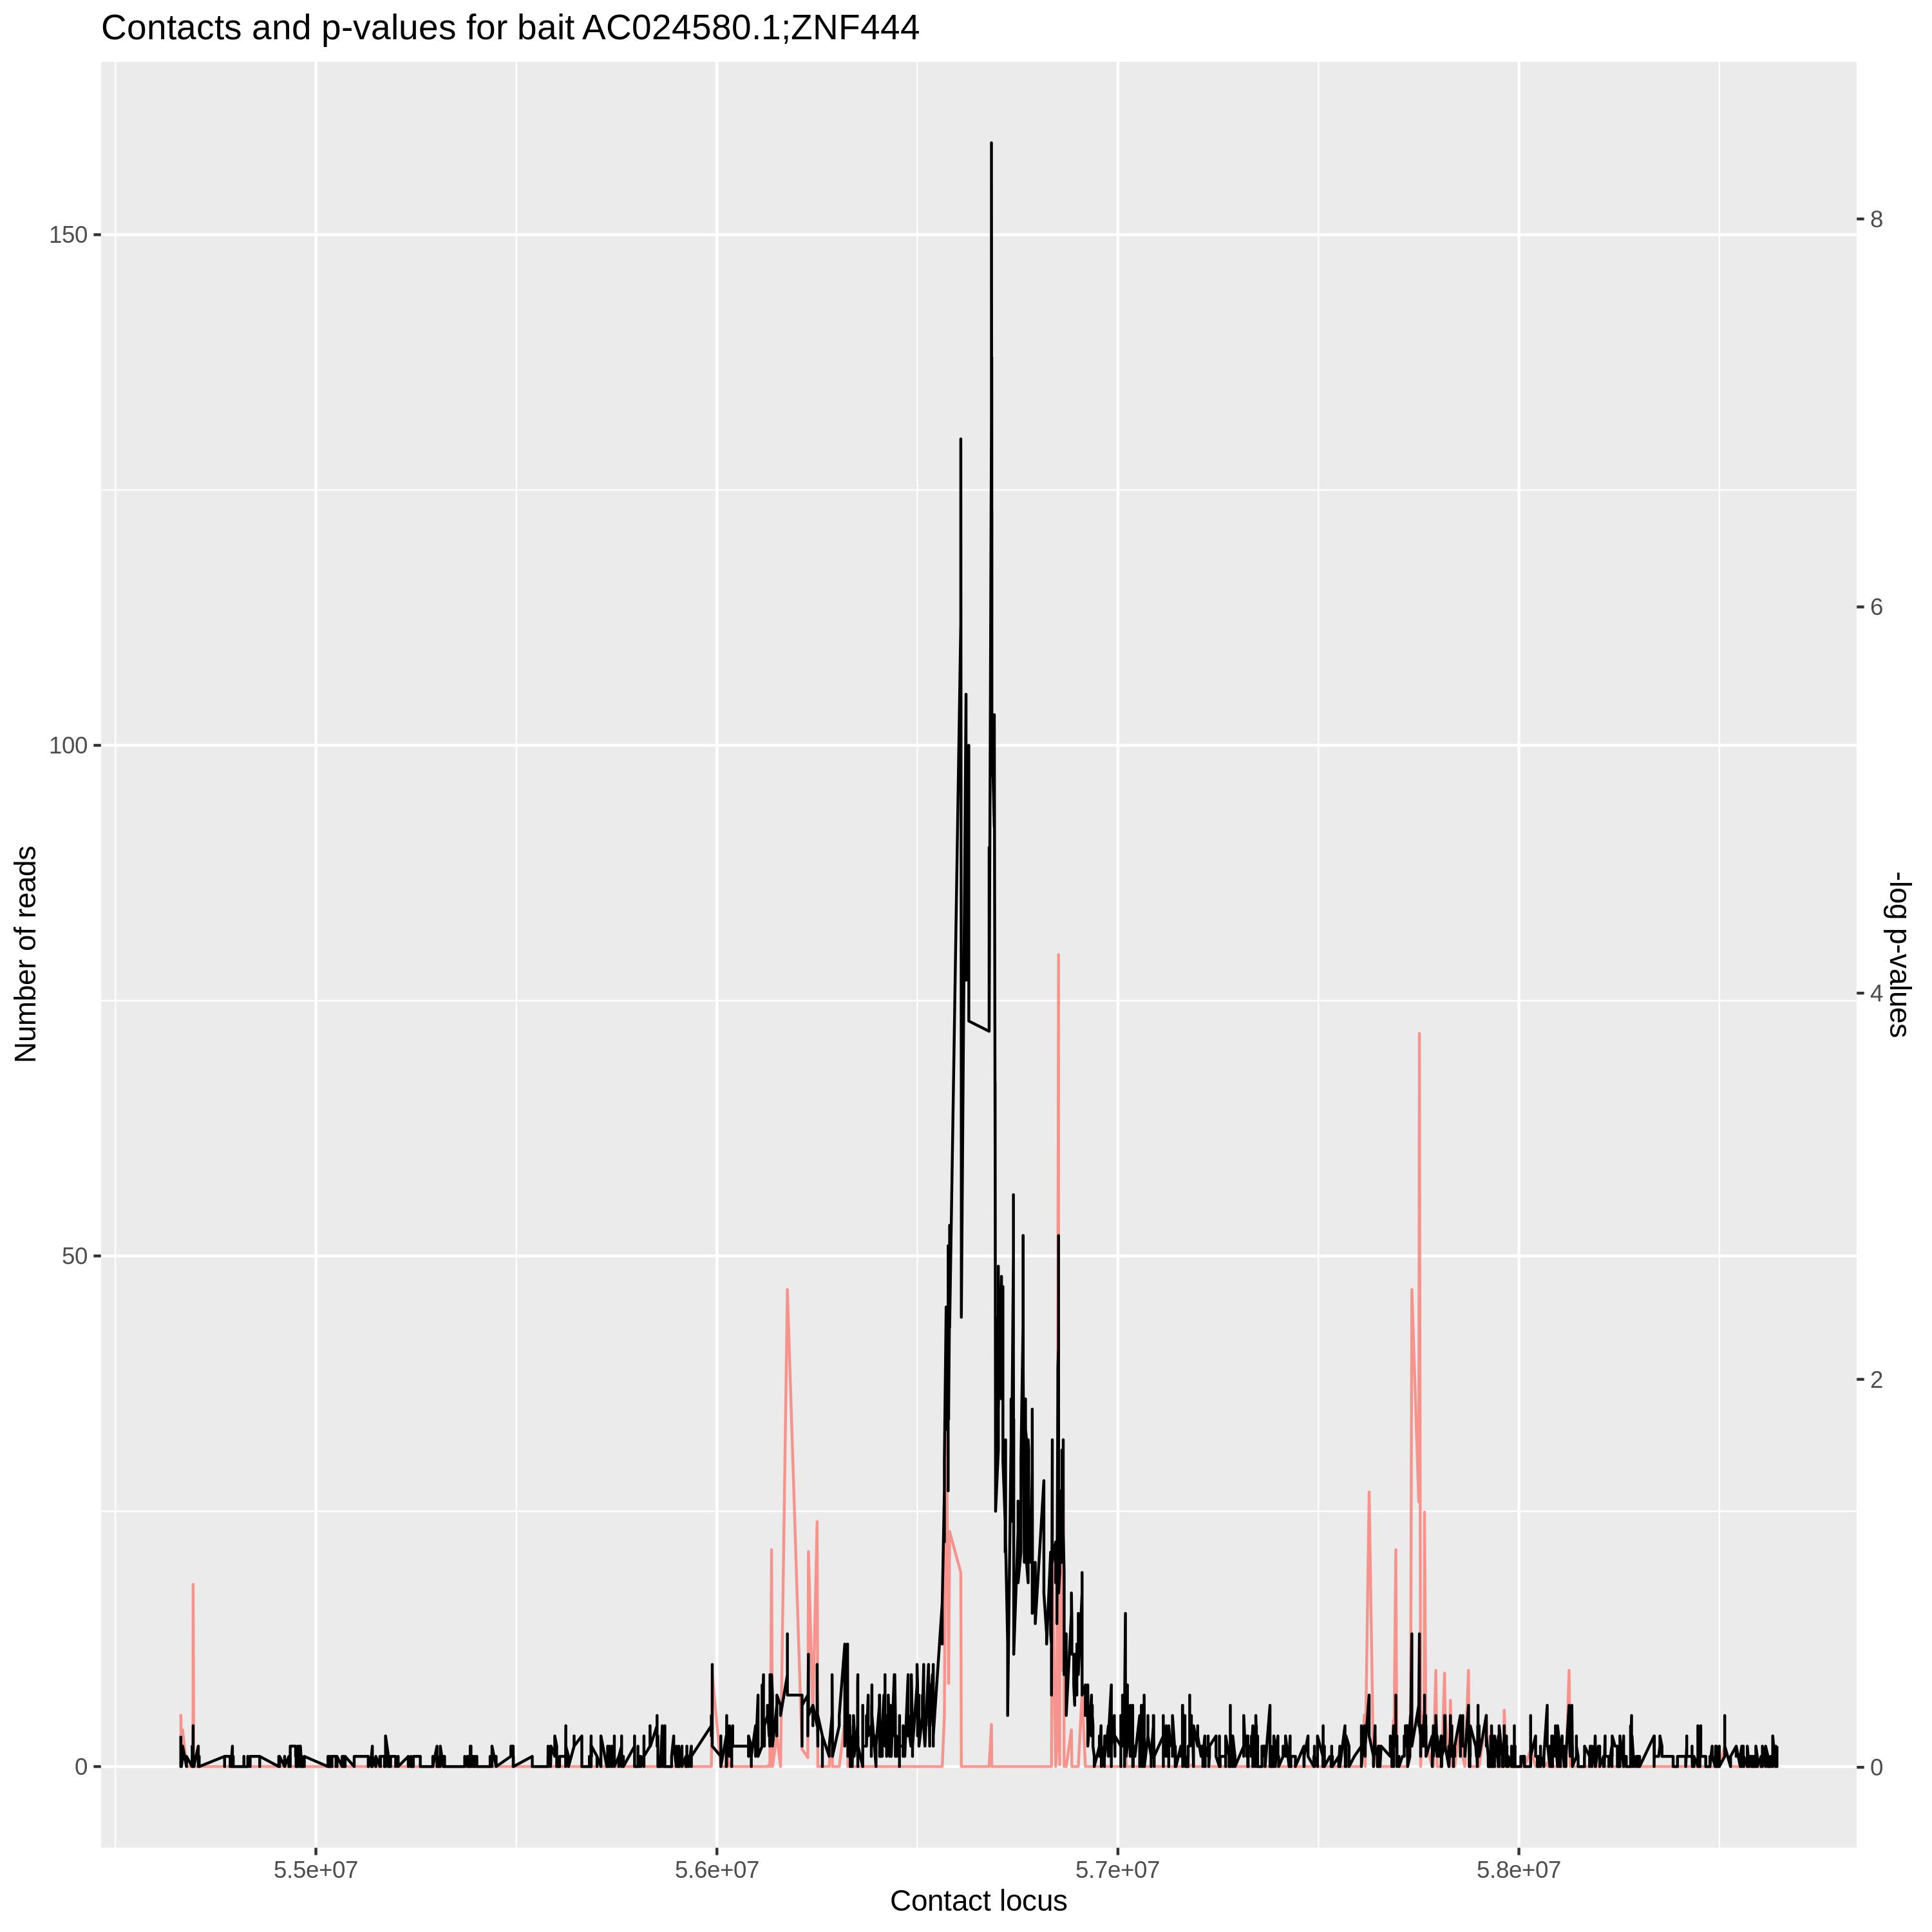 Contacts and p-values for bait AC024580.1;ZNF444
150
100
50
0
Number of reads
8
6
4
2
0
-log p-values
5.5e+07
5.6e+07
5.7e+07
5.8e+07
Contact locus